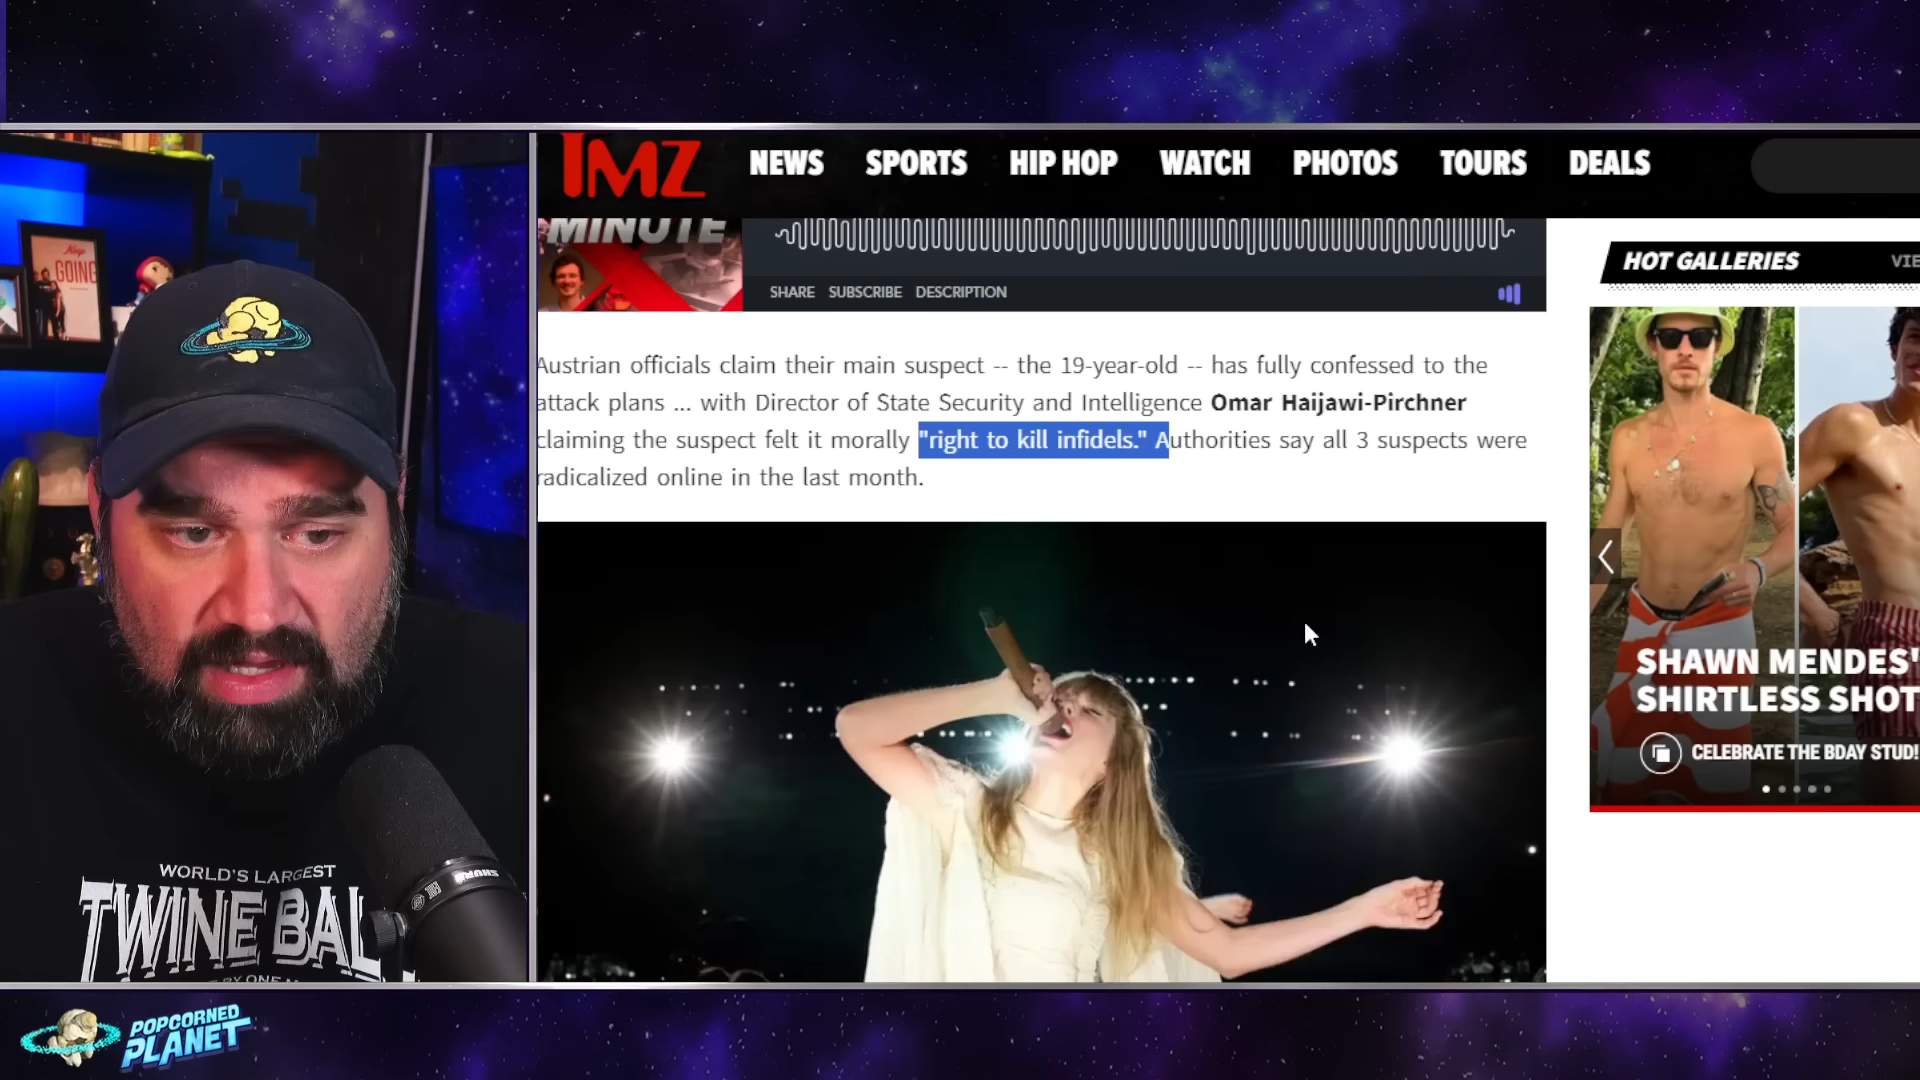 TMZ
NEWS SPORTS HIP HOP WATCH PHOTOS TOURS DEALS
MINUTE
SHARE SUBSCRIBE DESCRIPTION
HOT GALLERIES
GOING
Austrian officials claim their main suspect -- the 19-year-old -- has fully confessed to the
attack plans ... with Director of State Security and Intelligence Omar Haijawi-Pirchner
claiming the suspect felt it morally "right to kill infidels." Authorities say all 3 suspects were
radicalized online in the last month.
SHAWN MENDES'
SHIRTLESS SHOT
CELEBRATE THE BDAY STUD!
WORLD'S LARGEST
TWINE BAL
SHURE
POPCORNED
PLANET